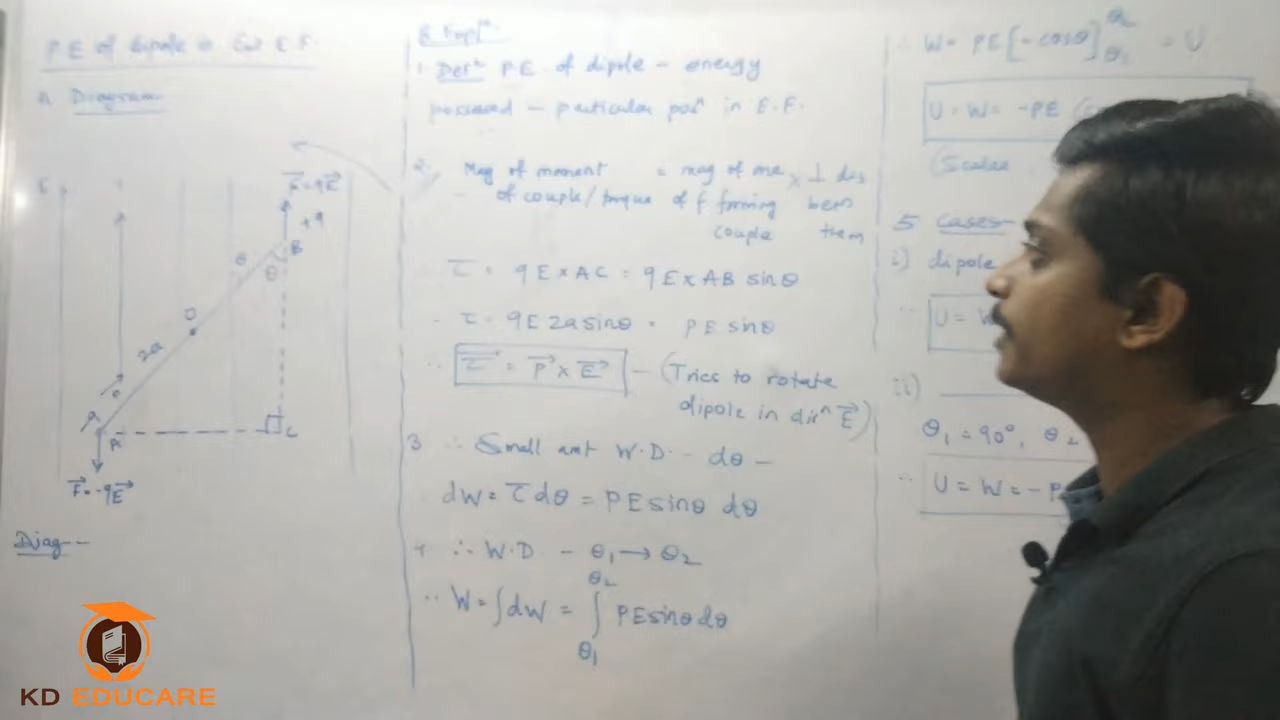 P E of dipole in Ext E.F.
A Diagram
E
F = qE
+q
B
θ
θ
O
2a
P
A
C
F = -qE
Diag--
B Expl
1. Defⁿ P.E. of dipole - energy
possessed - particular posⁿ in E.F.
2. Mag of moment = mag of one × ⊥ dis
of couple/torque of f forming betn
couple them
τ = qE × AC = qE × AB sinθ
τ = qE 2a sinθ = PE sinθ
∴ τ = P × E - (Tries to rotate
dipole in dirⁿ E)
3 ∴ Small amt W.D. - dθ -
dW = τ dθ = PE sinθ dθ
4 ∴ W.D - θ₁ → θ₂
∴ W = ∫dW = ∫ PE sinθ dθ
θ₂
θ₁
∴ W = PE [-cosθ] = U
θ₂
θ₁
U = W = -PE
(Scalar
5 Cases-
i) dipole
∴ U = W
ii)
θ₁ = 90°, θ₂
∴ U = W = - P
KD EDUCARE